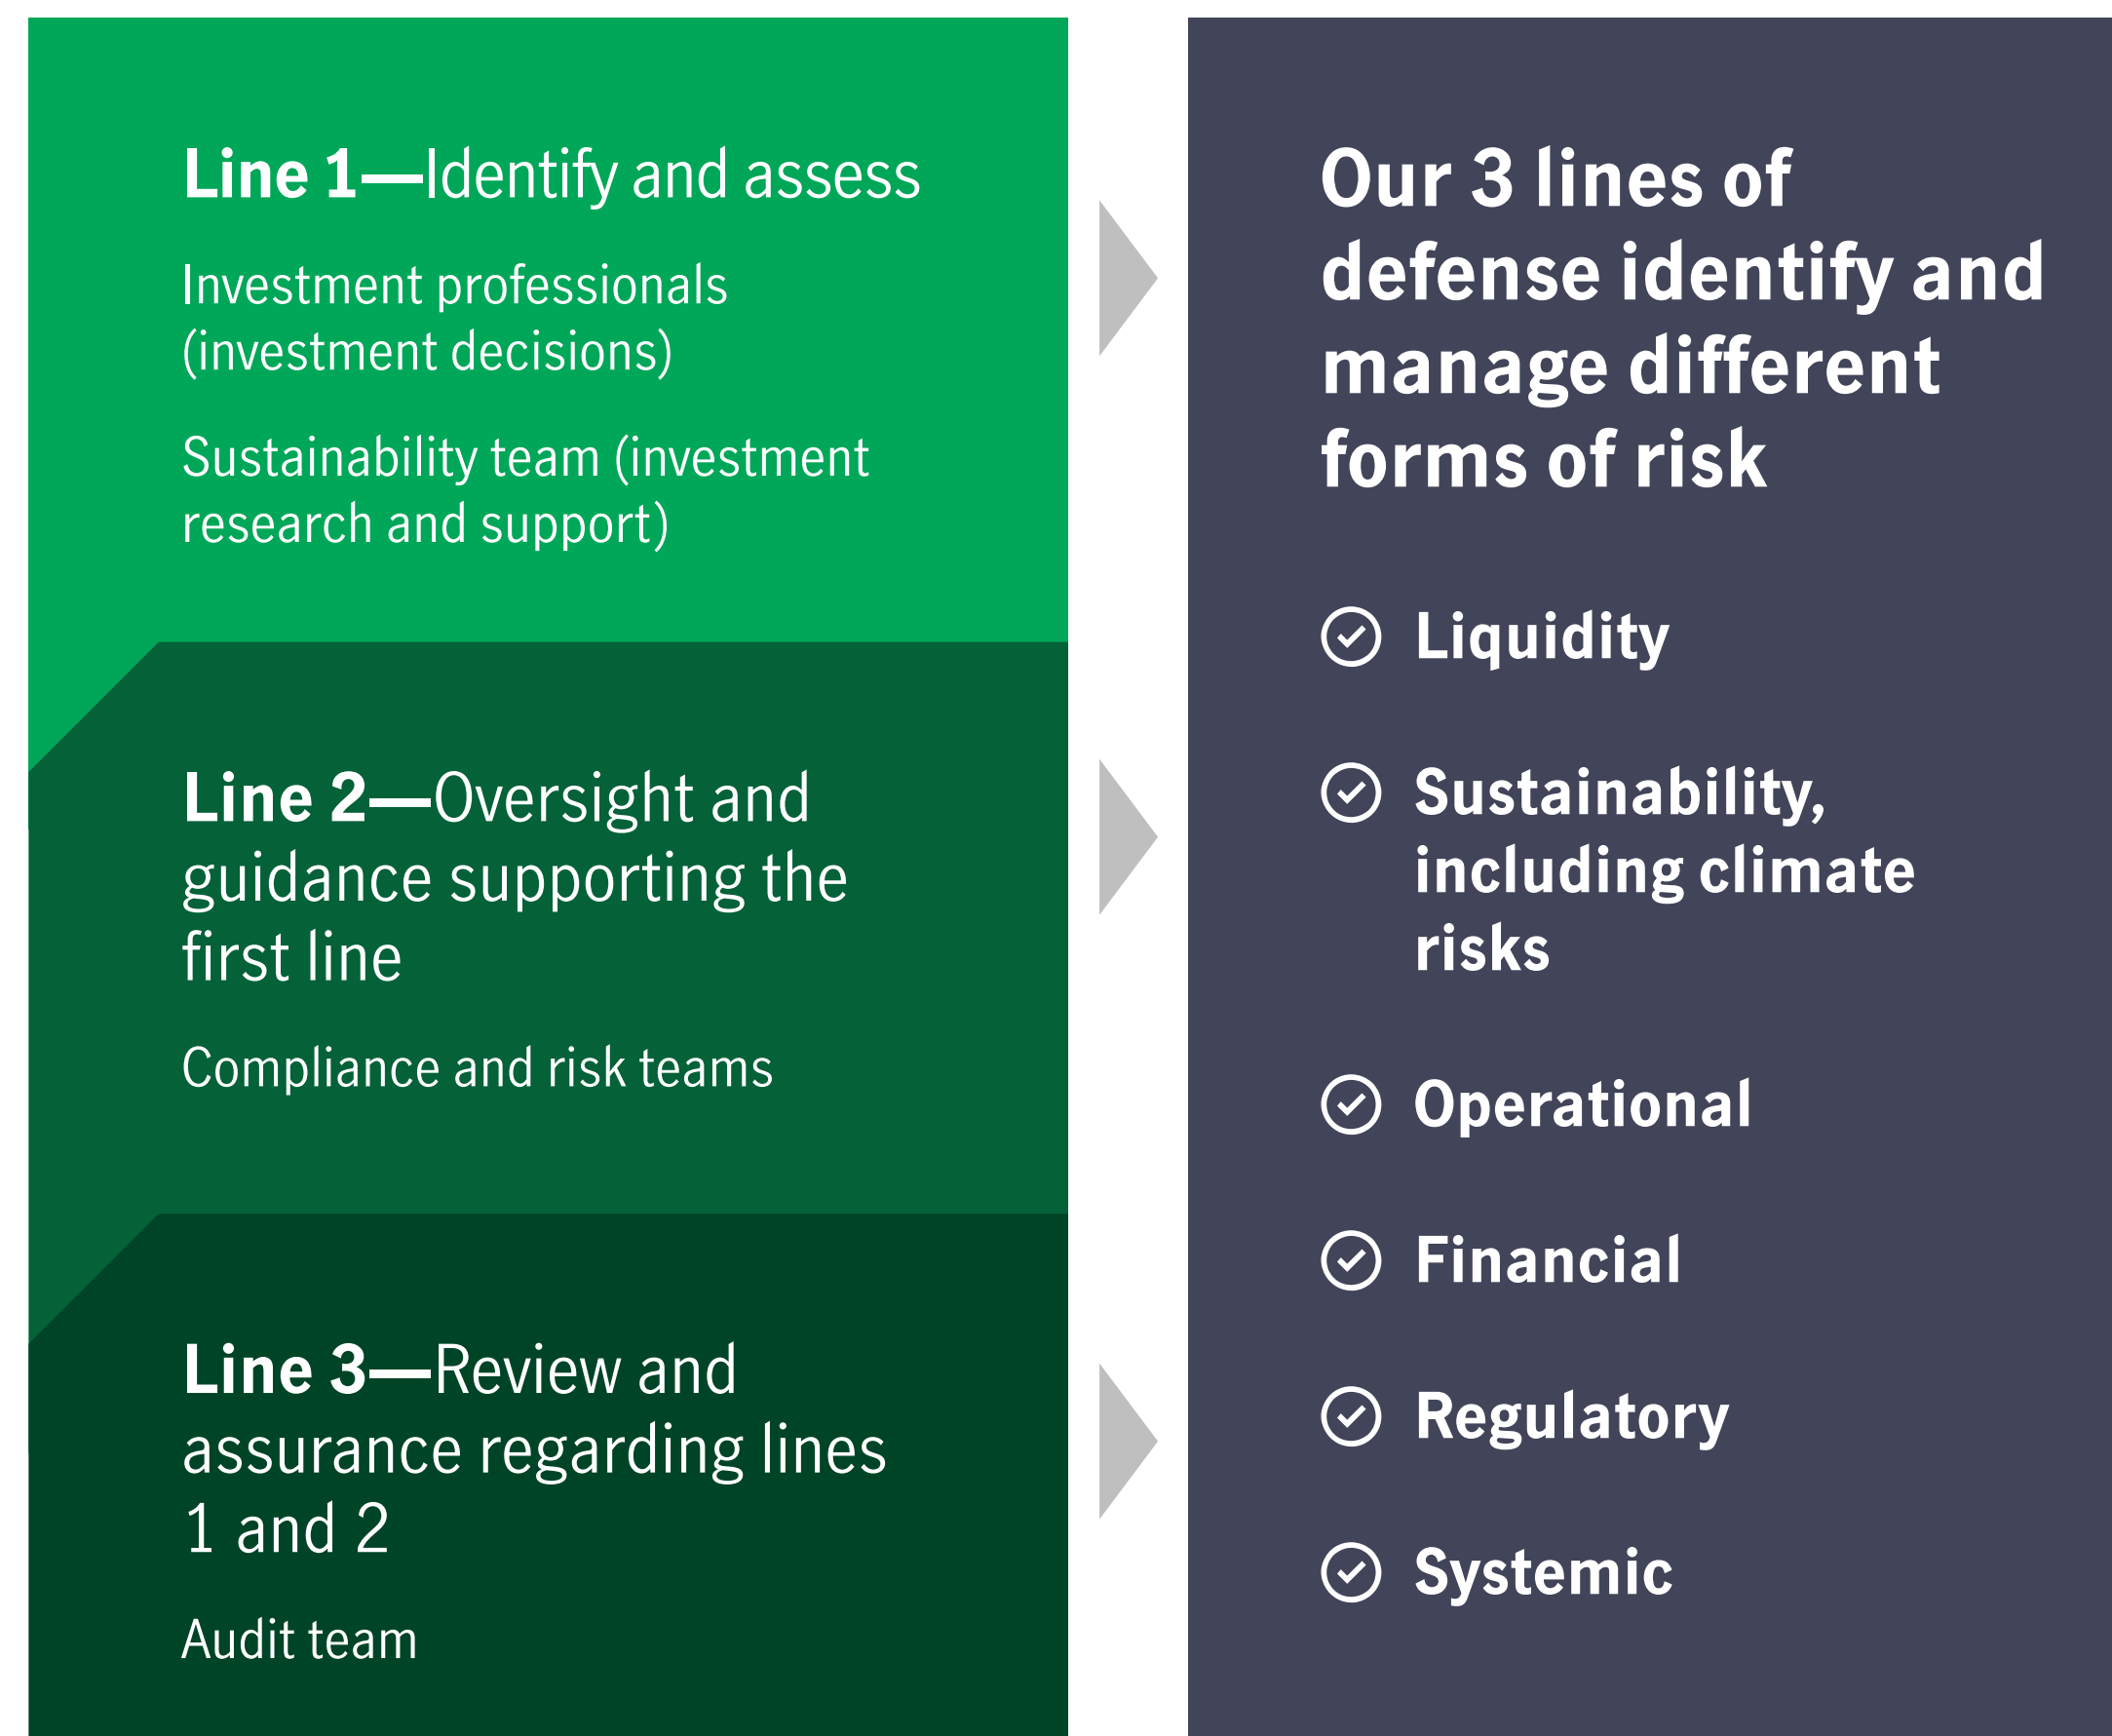 Line 1—Identify and assess
Investment professionals
(investment decisions)
Sustainability team (investment
research and support)
Line 2—Oversight and
guidance supporting the
first line
Compliance and risk teams
Line 3—Review and
assurance regarding lines
1 and 2
Audit team
Our 3 lines of
defense identify and
manage different
forms of risk
Liquidity
Sustainability,
including climate
risks
Operational
Financial
Regulatory
Systemic